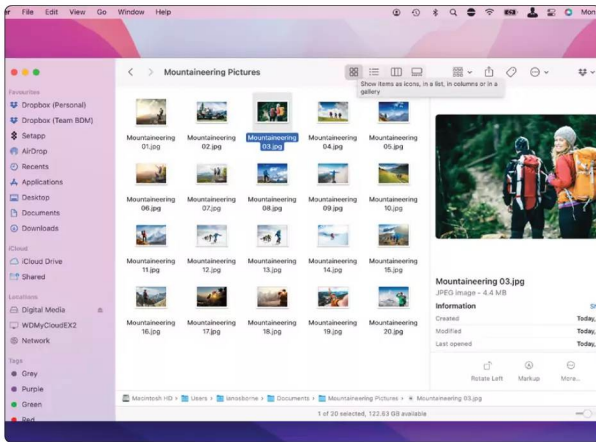 File Edit View Go Window Help Mon
Mountaineering Pictures
Show items as icons, in a list, in columns or in a
gallery
Favourites
Dropbox (Personal)
Dropbox (Team BDM)
Setapp
AirDrop
Recents
Applications
Desktop
Documents
Downloads
iCloud
iCloud Drive
Shared
Locations
Digital Media
WDMyCloudEX2
Network
Tags
Grey
Purple
Green
Red
Mountaineering
01.jpg
Mountaineering
02.jpg
Mountaineering
03.jpg
Mountaineering
04.jpg
Mountaineering
05.jpg
Mountaineering
06.jpg
Mountaineering
07.jpg
Mountaineering
08.jpg
Mountaineering
09.jpg
Mountaineering
10.jpg
Mountaineering
11.jpg
Mountaineering
12.jpg
Mountaineering
13.jpg
Mountaineering
14.jpg
Mountaineering
15.jpg
Mountaineering
16.jpg
Mountaineering
17.jpg
Mountaineering
18.jpg
Mountaineering
19.jpg
Mountaineering
20.jpg
Mountaineering 03.jpg
JPEG image - 4.4 MB
Information
Created Today,
Modified Today,
Last opened Today,
Rotate Left Markup More...
Macintosh HD › Users › ianosborne › Documents › Mountaineering Pictures › Mountaineering 03.jpg
1 of 20 selected, 122.63 GB available